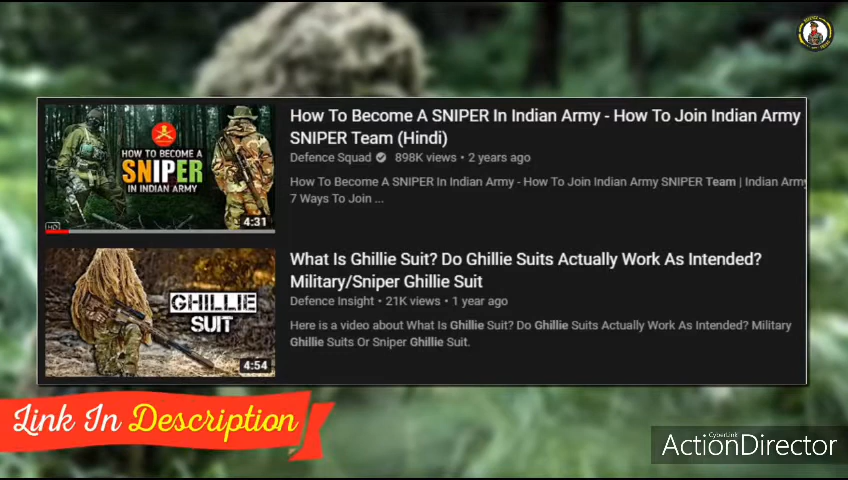 HOW TO BECOME A
SNIPER
IN INDIAN ARMY
HD
4:31
How To Become A SNIPER In Indian Army - How To Join Indian Army
SNIPER Team (Hindi)
Defence Squad 898K views • 2 years ago
How To Become A SNIPER In Indian Army - How To Join Indian Army SNIPER Team | Indian Army
7 Ways To Join ...
GHILLIE
SUIT
4:54
What Is Ghillie Suit? Do Ghillie Suits Actually Work As Intended?
Military/Sniper Ghillie Suit
Defence Insight • 21K views • 1 year ago
Here is a video about What Is Ghillie Suit? Do Ghillie Suits Actually Work As Intended? Military
Ghillie Suits Or Sniper Ghillie Suit.
Link In Description
CyberLink
ActionDirector